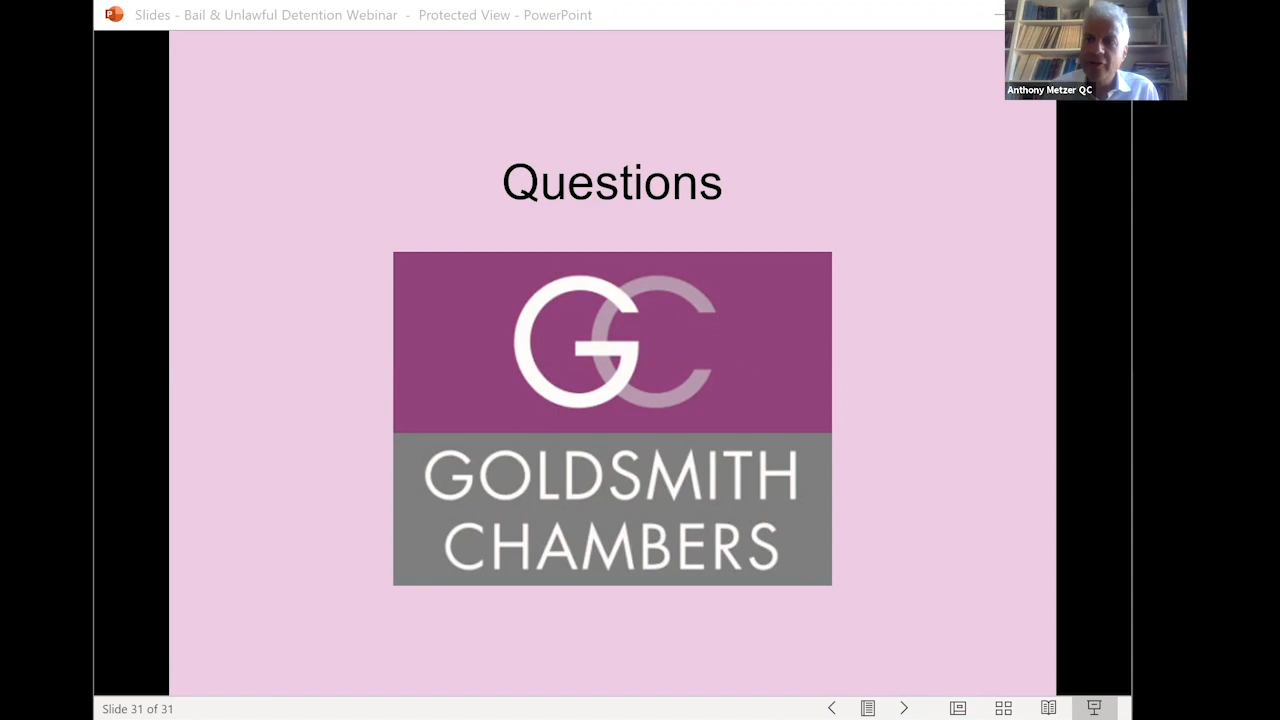 Slides - Bail & Unlawful Detention Webinar - Protected View - PowerPoint
Anthony Metzer QC
Questions
GC
GOLDSMITH
CHAMBERS
Slide 31 of 31